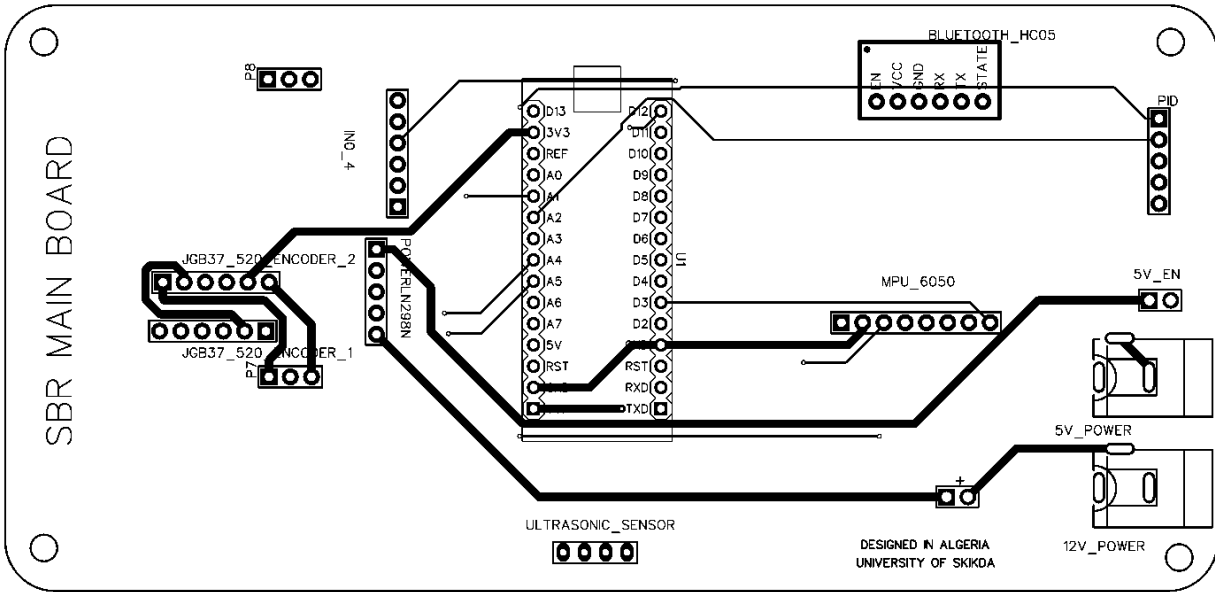 BLUETOOTH_HC05
EN
VCC
GND
RX
TX
STATE
P8
PID
IN0_4
D13
3V3
REF
A0
A1
A2
A3
A4
A5
A6
A7
5V
RST
D12
D11
D10
D9
D8
D7
D6
D5
D4
D3
D2
RST
RXD
TXD
U1
SBR MAIN BOARD
JGB37_520_ENCODER_2
POWERLN298N
JGB37_520_ENCODER_1
P7
MPU_6050
5V_EN
5V_POWER
+
ULTRASONIC_SENSOR
12V_POWER
DESIGNED IN ALGERIA
UNIVERSITY OF SKIKDA